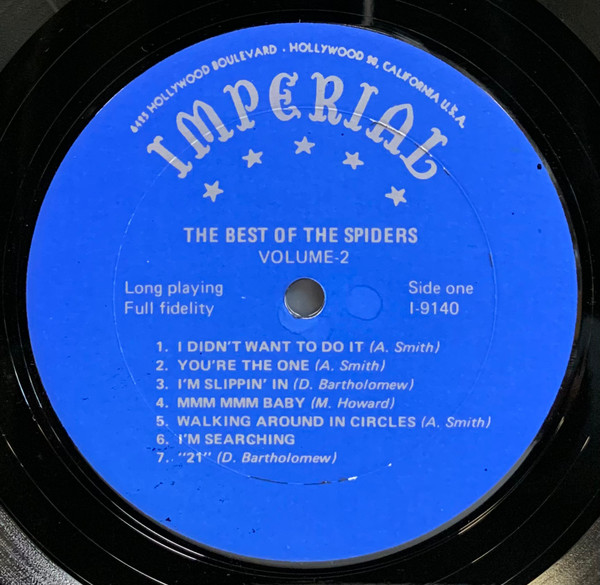 6425 HOLLYWOOD BOULEVARD · HOLLYWOOD 28, CALIFORNIA U.S.A.
IMPERIAL
THE BEST OF THE SPIDERS
VOLUME-2
Long playing
Full fidelity
Side one
I-9140
1. I DIDN'T WANT TO DO IT (A. Smith)
2. YOU'RE THE ONE (A. Smith)
3. I'M SLIPPIN' IN (D. Bartholomew)
4. MMM MMM BABY (M. Howard)
5. WALKING AROUND IN CIRCLES (A. Smith)
6. I'M SEARCHING
7. "21" (D. Bartholomew)